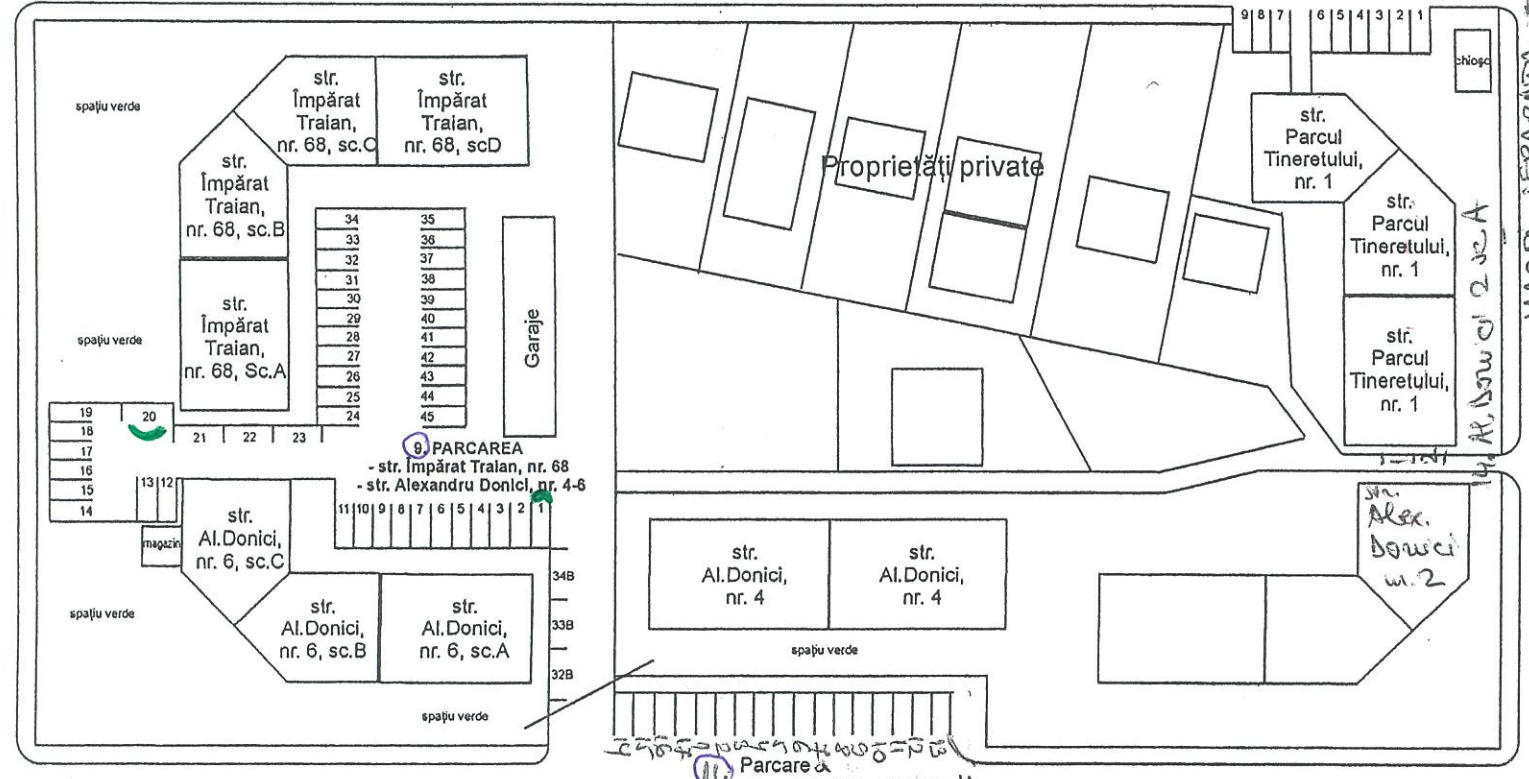 9 8 7 6 5 4 3 2 1
chioșc
spațiu verde
str.
Împărat
Traian,
nr. 68, sc.C
str.
Împărat
Traian,
nr. 68, scD
str.
Împărat
Traian,
nr. 68, sc.B
Proprietăți private
str.
Parcul
Tineretului,
nr. 1
str.
Parcul
Tineretului,
nr. 1
34 35
33 36
32 37
31 38
30 39
29 40
28 41
27 42
26 43
25 44
24 45
Garaje
spațiu verde
str.
Împărat
Traian,
nr. 68, Sc.A
str.
Parcul
Tineretului,
nr. 1
14. Al. Donici 2 sc A
19 20
18
17
16
15
14
21 22 23
13 12
9. PARCAREA
- str. Împărat Traian, nr. 68
- str. Alexandru Donici, nr. 4-6
11 10 9 8 7 6 5 4 3 2 1
magazin
str.
Al.Donici,
nr. 6, sc.C
str.
Al.Donici,
nr. 4
str.
Al.Donici,
nr. 4
str.
Alex.
Donici
nr. 2
34B
33B
32B
spațiu verde
str.
Al.Donici,
nr. 6, sc.B
str.
Al.Donici,
nr. 6, sc.A
spațiu verde
spațiu verde
11. Parcare